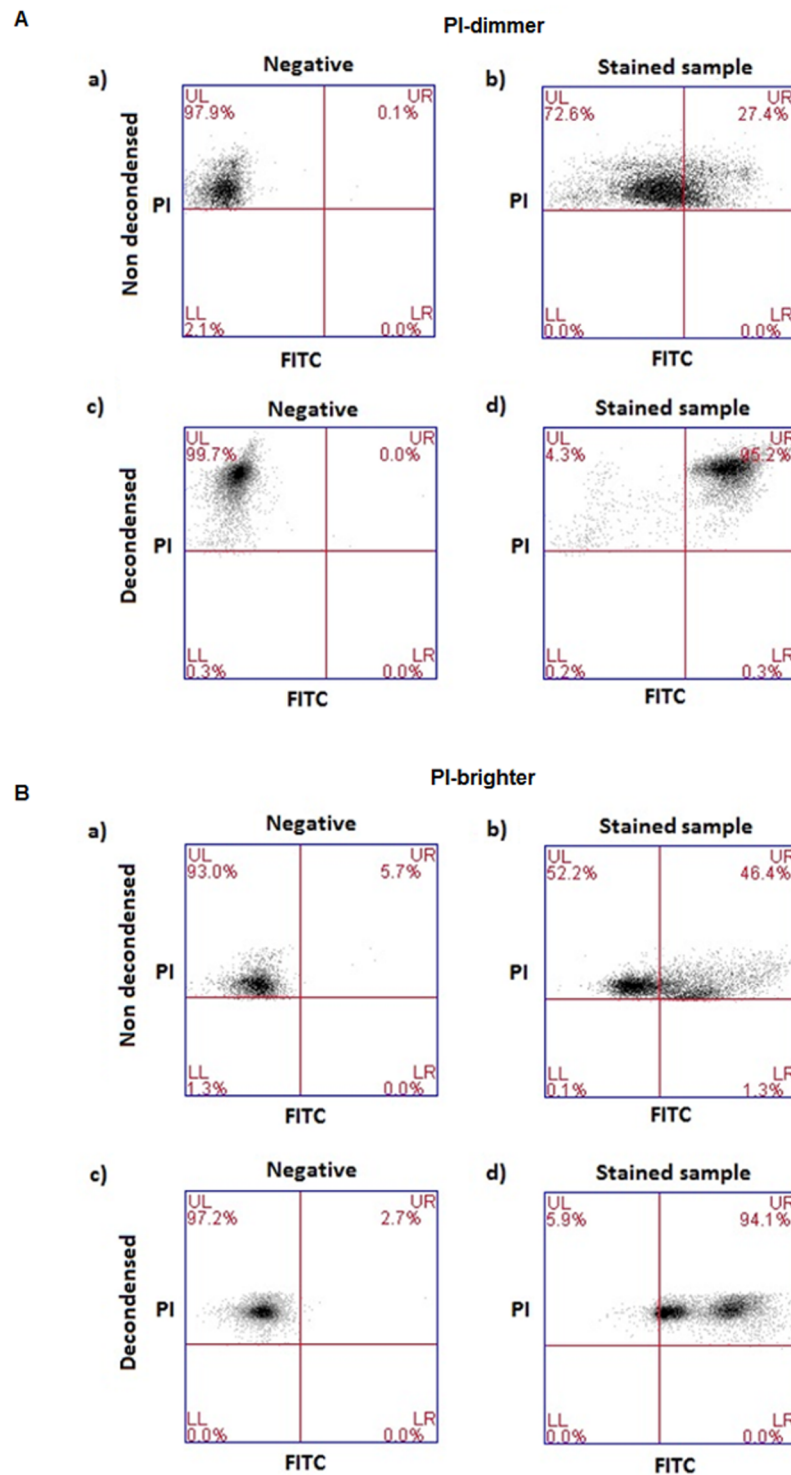 A
PI-dimmer
a)
Negative
b)
Stained sample
UL
97.9%
UR
0.1%
UL
72.6%
UR
27.4%
Non decondensed
PI
PI
LL
2.1%
LR
0.0%
LL
0.0%
LR
0.0%
FITC
FITC
c)
Negative
d)
Stained sample
UL
99.7%
UR
0.0%
UL
4.3%
UR
95.2%
Decondensed
PI
PI
LL
0.3%
LR
0.0%
LL
0.2%
LR
0.3%
FITC
FITC
B
PI-brighter
a)
Negative
b)
Stained sample
UL
93.0%
UR
5.7%
UL
52.2%
UR
46.4%
Non decondensed
PI
PI
LL
1.3%
LR
0.0%
LL
0.1%
LR
1.3%
FITC
FITC
c)
Negative
d)
Stained sample
UL
97.2%
UR
2.7%
UL
5.9%
UR
94.1%
Decondensed
PI
PI
LL
0.0%
LR
0.0%
LL
0.0%
LR
0.0%
FITC
FITC